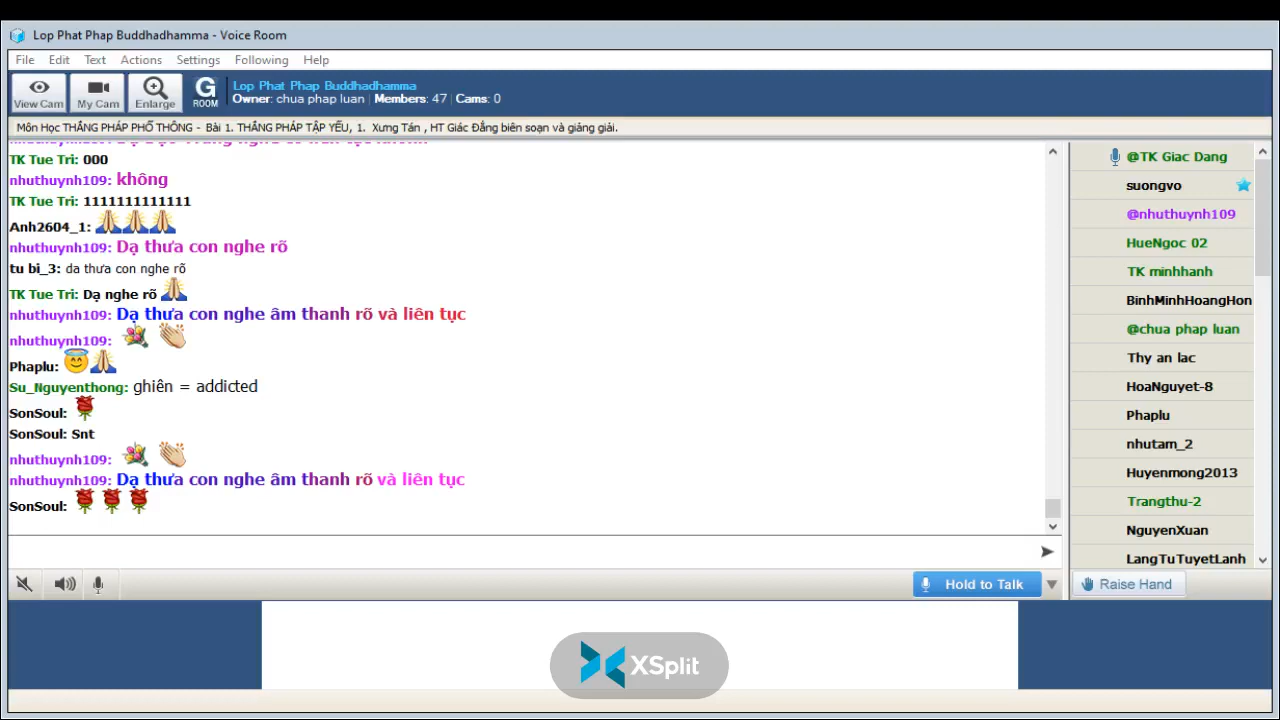 Lop Phat Phap Buddhadhamma - Voice Room
File Edit Text Actions Settings Following Help
View Cam My Cam Enlarge G ROOM
Lop Phat Phap Buddhadhamma
Owner: chua phap luan | Members: 47 | Cams: 0
Môn Học THẮNG PHÁP PHỔ THÔNG - Bài 1. THẮNG PHÁP TẬP YẾU, 1. Xưng Tán , HT Giác Đẳng biên soạn và giảng giải.
TK Tue Tri: 000
nhuthuynh109: không
TK Tue Tri: 1111111111111
Anh2604_1:
nhuthuynh109: Dạ thưa con nghe rõ
tu bi_3: da thưa con nghe rõ
TK Tue Tri: Dạ nghe rõ
nhuthuynh109: Dạ thưa con nghe âm thanh rõ và liên tục
nhuthuynh109:
Phaplu:
Su_Nguyenthong: ghiên = addicted
SonSoul:
SonSoul: Snt
nhuthuynh109:
nhuthuynh109: Dạ thưa con nghe âm thanh rõ và liên tục
SonSoul:
@TK Giac Dang
suongvo
@nhuthuynh109
HueNgoc 02
TK minhhanh
BinhMinhHoangHon
@chua phap luan
Thy an lac
HoaNguyet-8
Phaplu
nhutam_2
Huyenmong2013
Trangthu-2
NguyenXuan
LangTuTuyetLanh
Hold to Talk
Raise Hand
XSplit